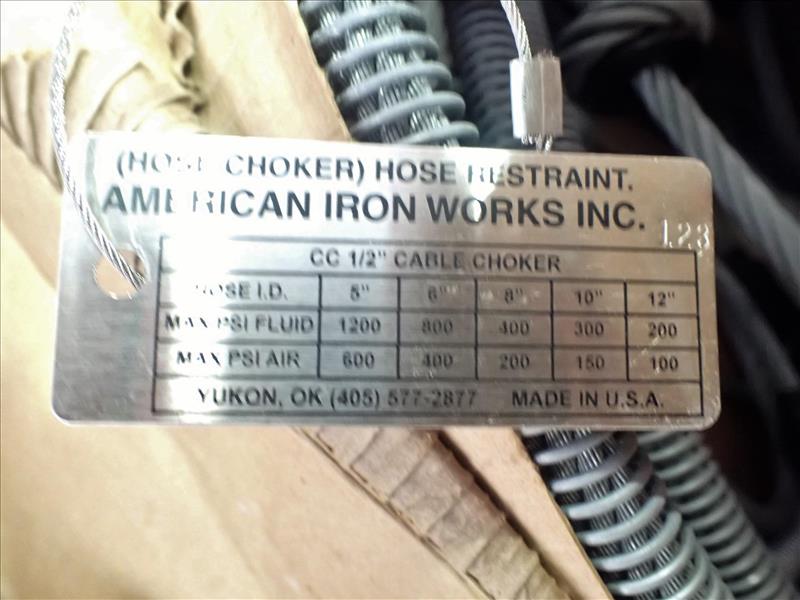 (HOSE CHOKER) HOSE RESTRAINT.
AMERICAN IRON WORKS INC.
123
CC 1/2" CABLE CHOKER
HOSE I.D. 5" 6" 8" 10" 12"
MAX PSI FLUID 1200 800 400 300 200
MAX PSI AIR 600 400 200 150 100
YUKON, OK (405) 577-2877 MADE IN U.S.A.